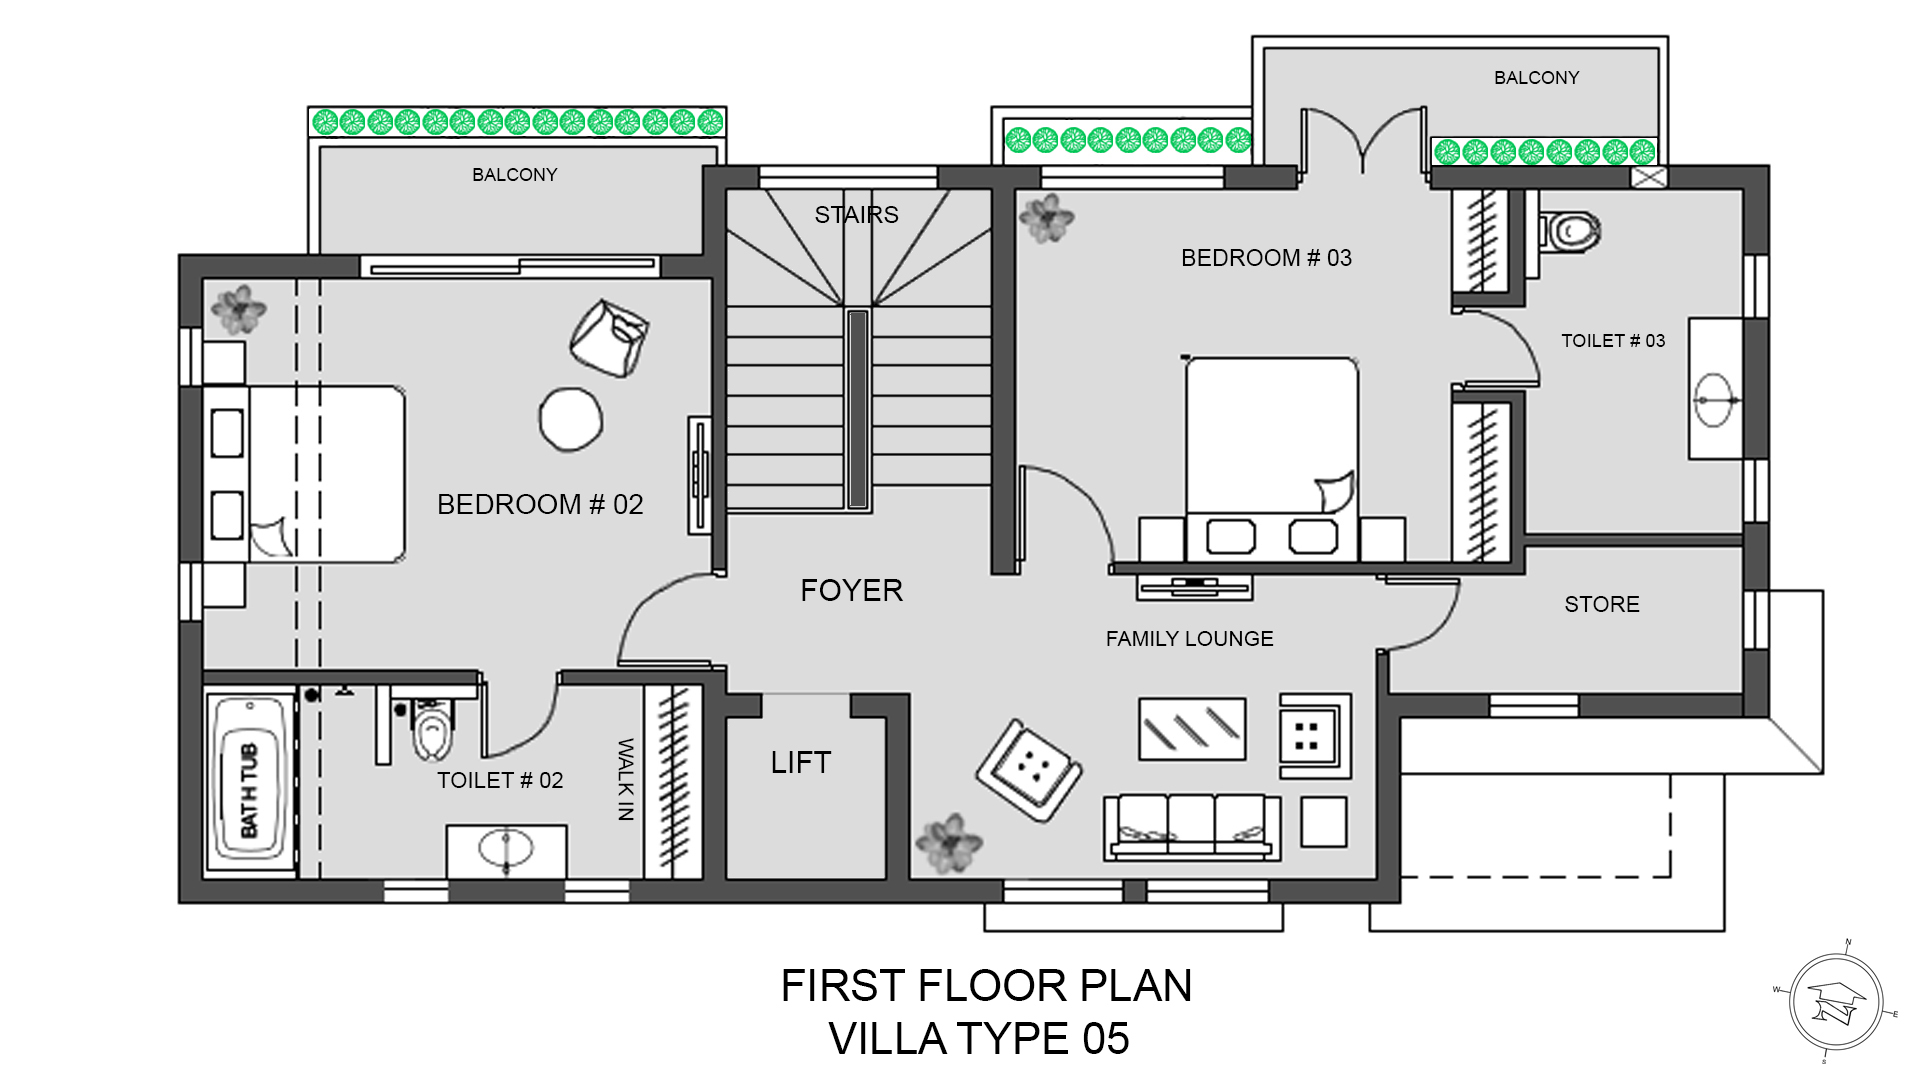 BALCONY
BALCONY
STAIRS
BEDROOM # 03
TOILET # 03
BEDROOM # 02
FOYER
STORE
FAMILY LOUNGE
LIFT
TOILET # 02
WALK IN
BATH TUB
FIRST FLOOR PLAN
VILLA TYPE 05
N
W
E
S
N